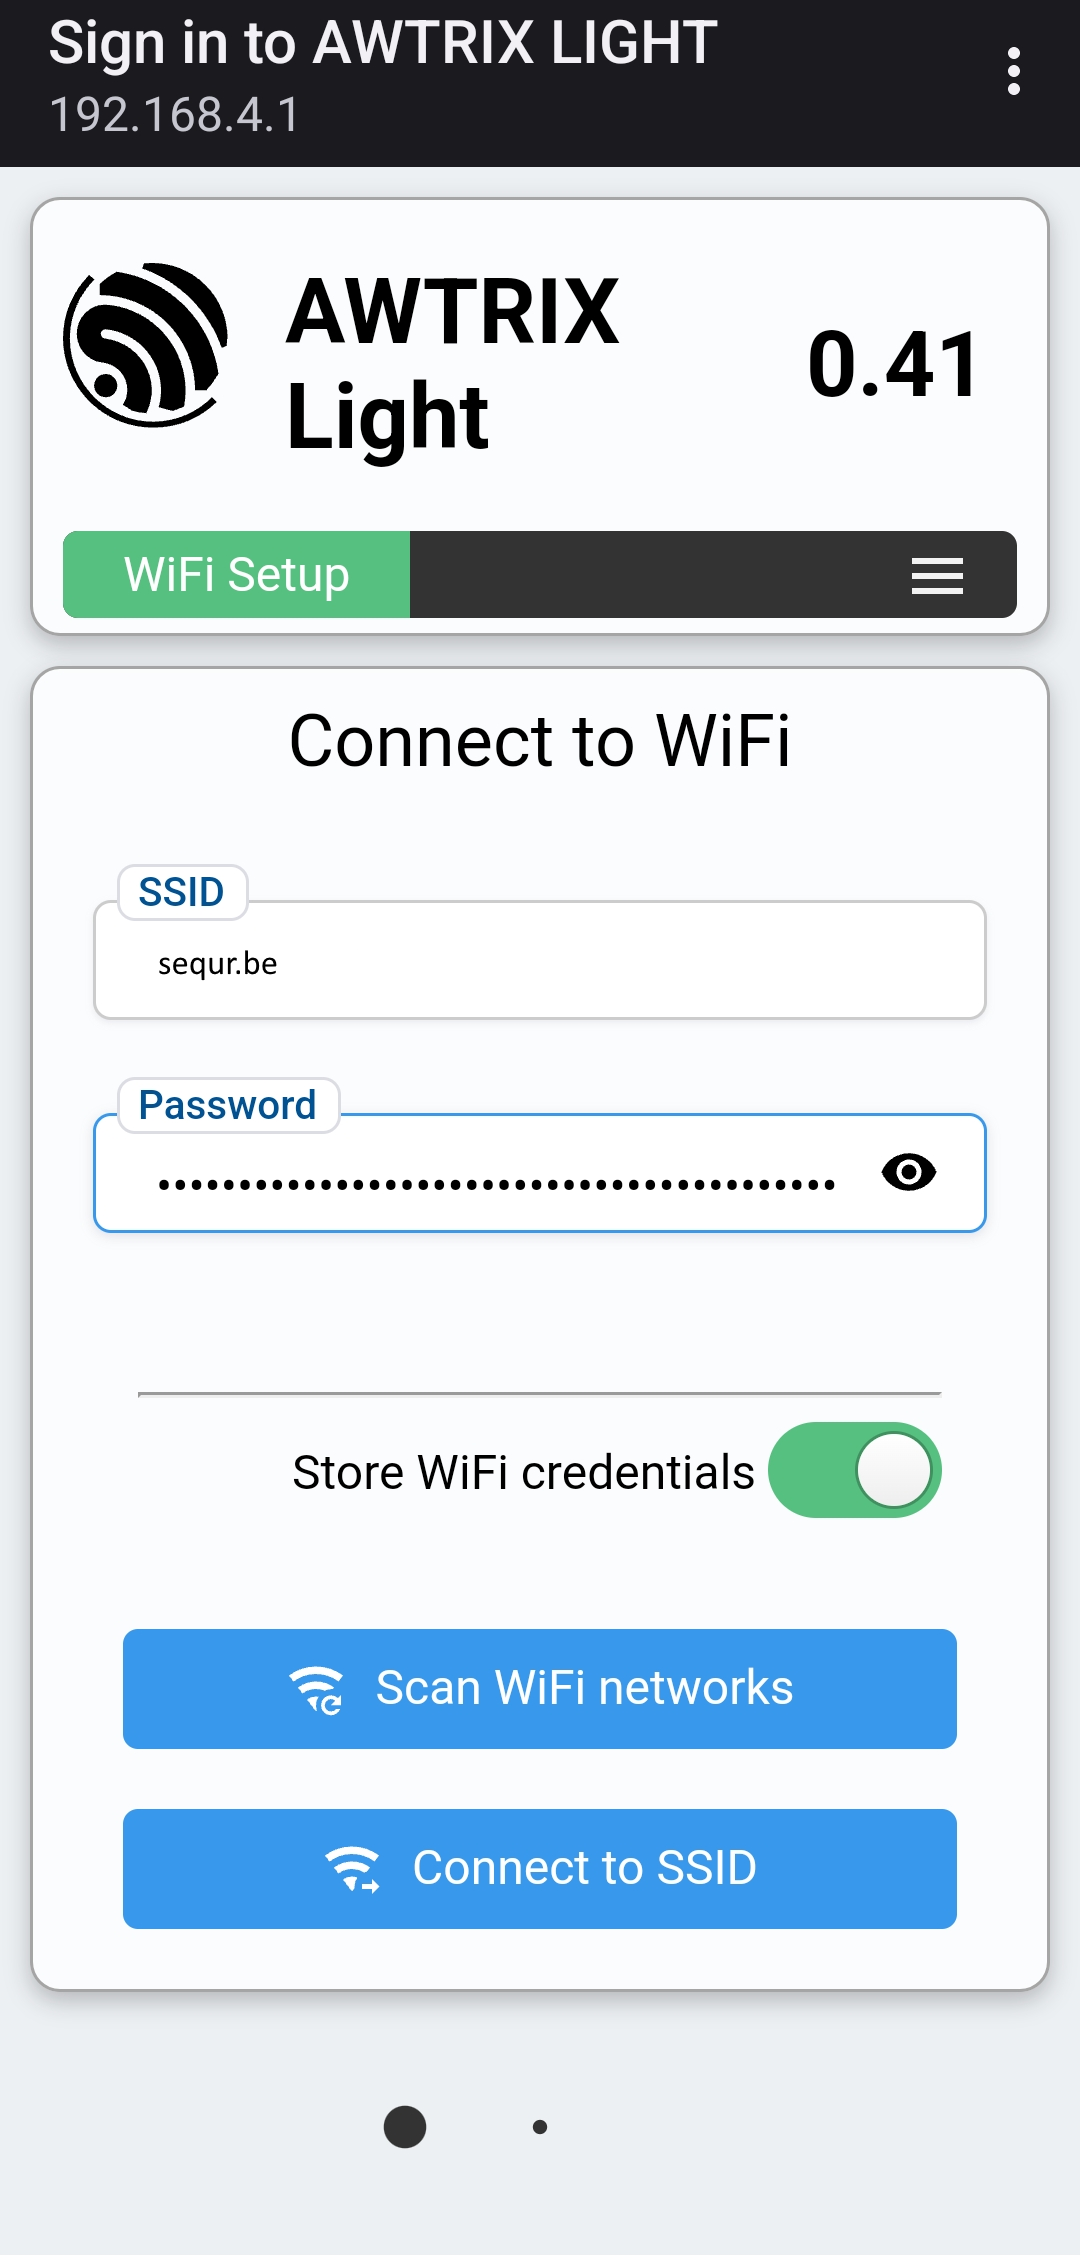 Sign in to AWTRIX LIGHT
192.168.4.1
AWTRIX
Light
0.41
WiFi Setup
Connect to WiFi
SSID
sequr.be
Password
••••••••••••••••••••••••••••••••••••••••••
Store WiFi credentials
Scan WiFi networks
Connect to SSID